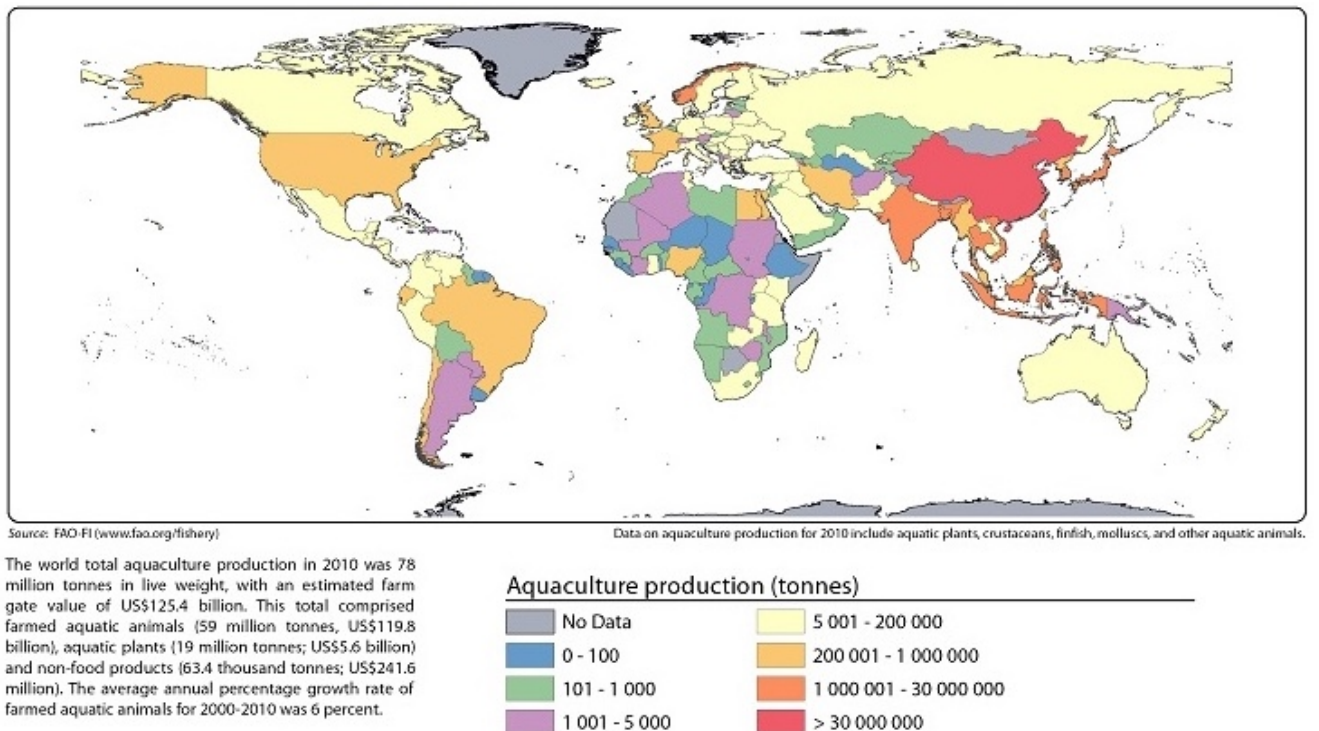 Source: FAO-FI (www.fao.org/fishery)
Data on aquaculture production for 2010 include aquatic plants, crustaceans, finfish, molluscs, and other aquatic animals.
The world total aquaculture production in 2010 was 78
million tonnes in live weight, with an estimated farm
gate value of US$125.4 billion. This total comprised
farmed aquatic animals (59 million tonnes, US$119.8
billion), aquatic plants (19 million tonnes; US$5.6 billion)
and non-food products (63.4 thousand tonnes; US$241.6
million). The average annual percentage growth rate of
farmed aquatic animals for 2000-2010 was 6 percent.
Aquaculture production (tonnes)
No Data
0 - 100
101 - 1 000
1 001 - 5 000
5 001 - 200 000
200 001 - 1 000 000
1 000 001 - 30 000 000
> 30 000 000